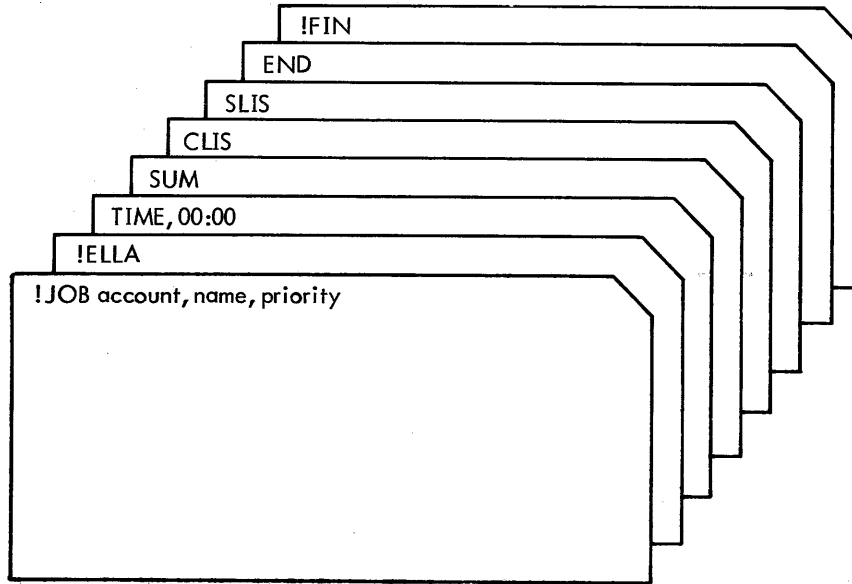 !FIN
END
SLIS
CLIS
SUM
TIME, 00:00
!ELLA
!JOB account, name, priority